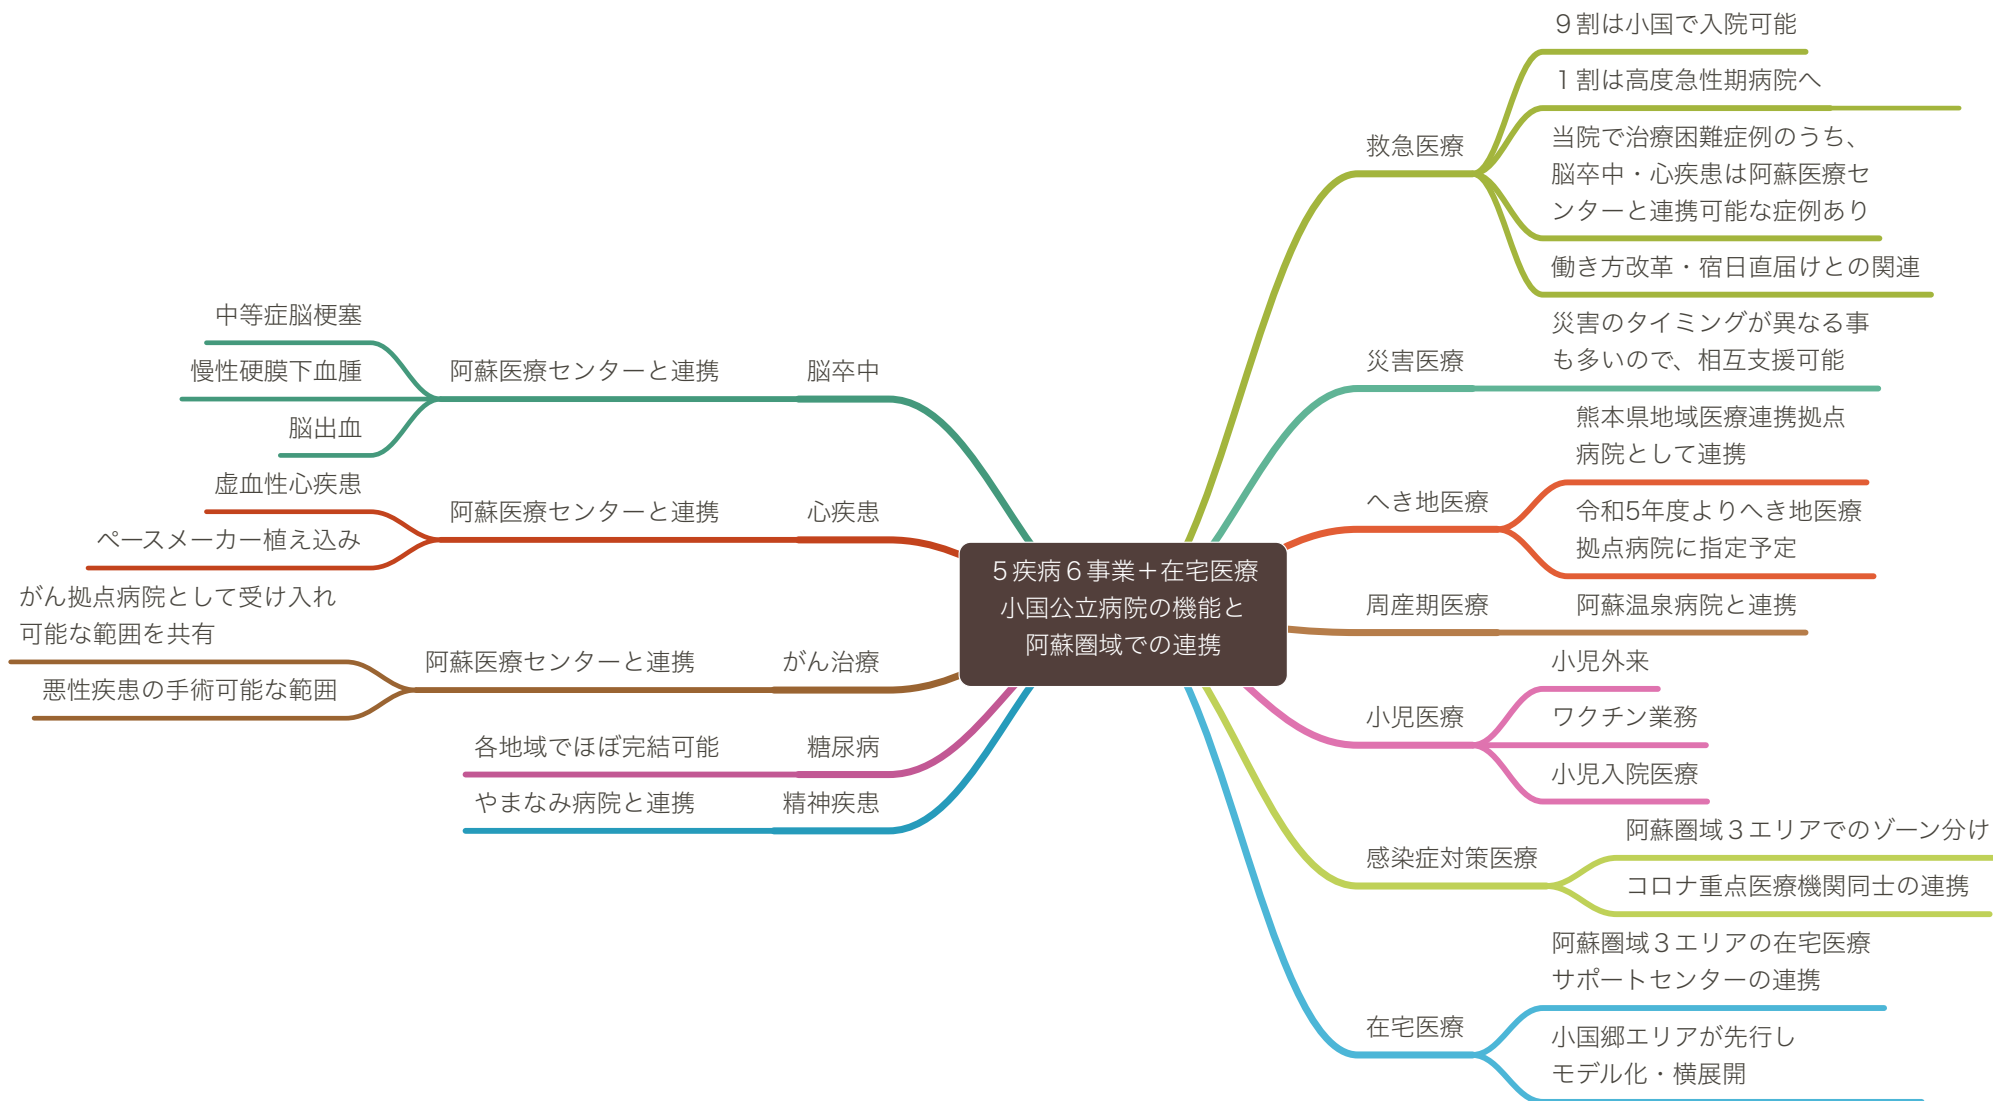 ５疾病６事業＋在宅医療
小国公立病院の機能と
阿蘇圏域での連携
救急医療
９割は小国で入院可能
１割は高度急性期病院へ
当院で治療困難症例のうち、
脳卒中・心疾患は阿蘇医療セ
ンターと連携可能な症例あり
働き方改革・宿日直届けとの関連
災害医療
災害のタイミングが異なる事
も多いので、相互支援可能
へき地医療
熊本県地域医療連携拠点
病院として連携
令和5年度よりへき地医療
拠点病院に指定予定
周産期医療
阿蘇温泉病院と連携
小児医療
小児外来
ワクチン業務
小児入院医療
感染症対策医療
阿蘇圏域３エリアでのゾーン分け
コロナ重点医療機関同士の連携
在宅医療
阿蘇圏域３エリアの在宅医療
サポートセンターの連携
小国郷エリアが先行し
モデル化・横展開
脳卒中
阿蘇医療センターと連携
中等症脳梗塞
慢性硬膜下血腫
脳出血
心疾患
阿蘇医療センターと連携
虚血性心疾患
ペースメーカー植え込み
がん治療
阿蘇医療センターと連携
がん拠点病院として受け入れ
可能な範囲を共有
悪性疾患の手術可能な範囲
糖尿病
各地域でほぼ完結可能
精神疾患
やまなみ病院と連携